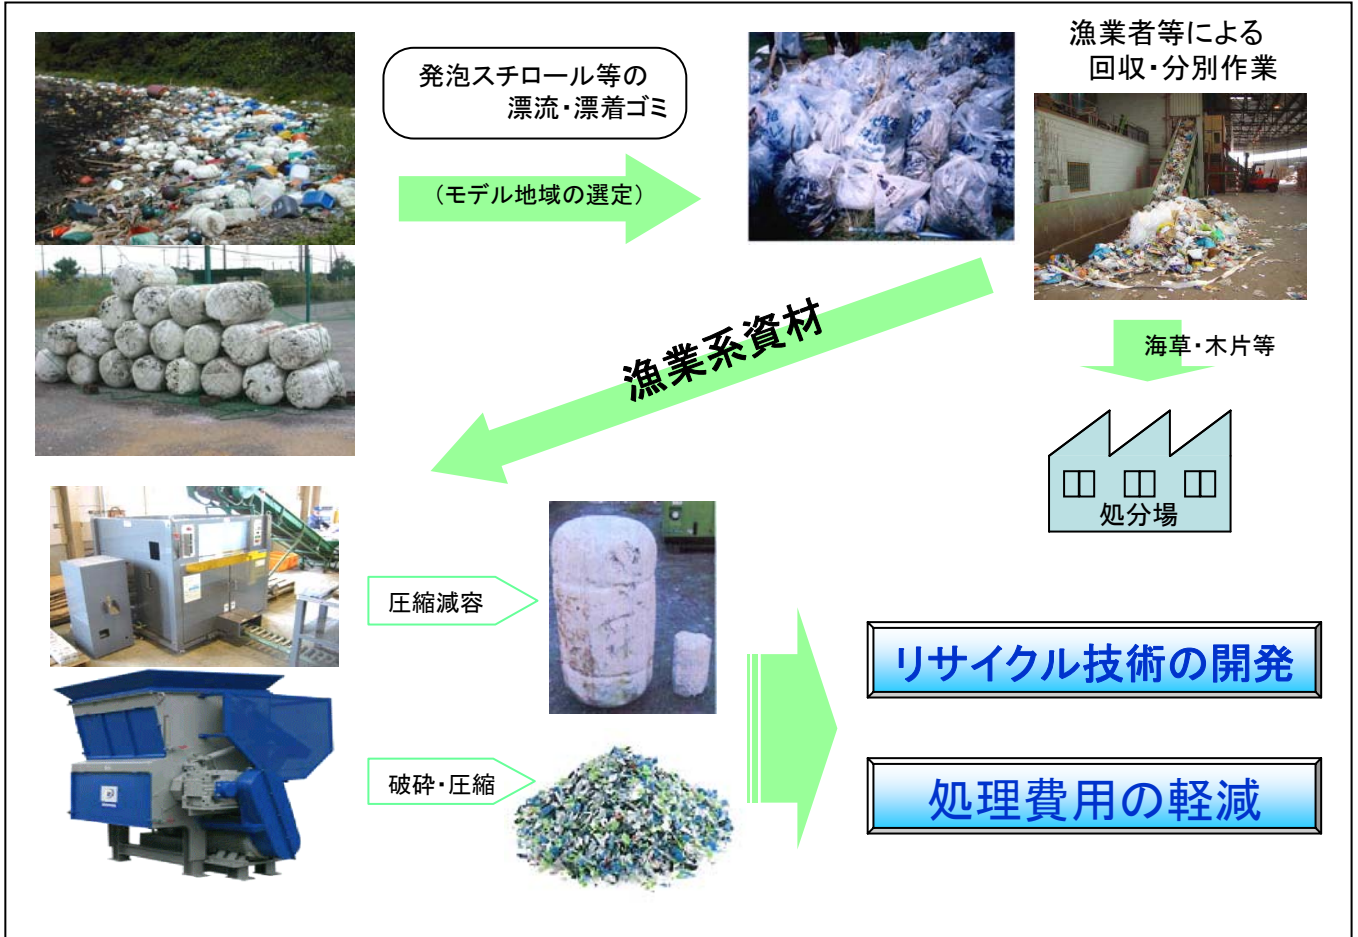 発泡スチロール等の
漂流・漂着ゴミ
(モデル地域の選定)
漁業者等による
回収・分別作業
漁業系資材
海草・木片等
処分場
圧縮減容
破砕・圧縮
リサイクル技術の開発
処理費用の軽減